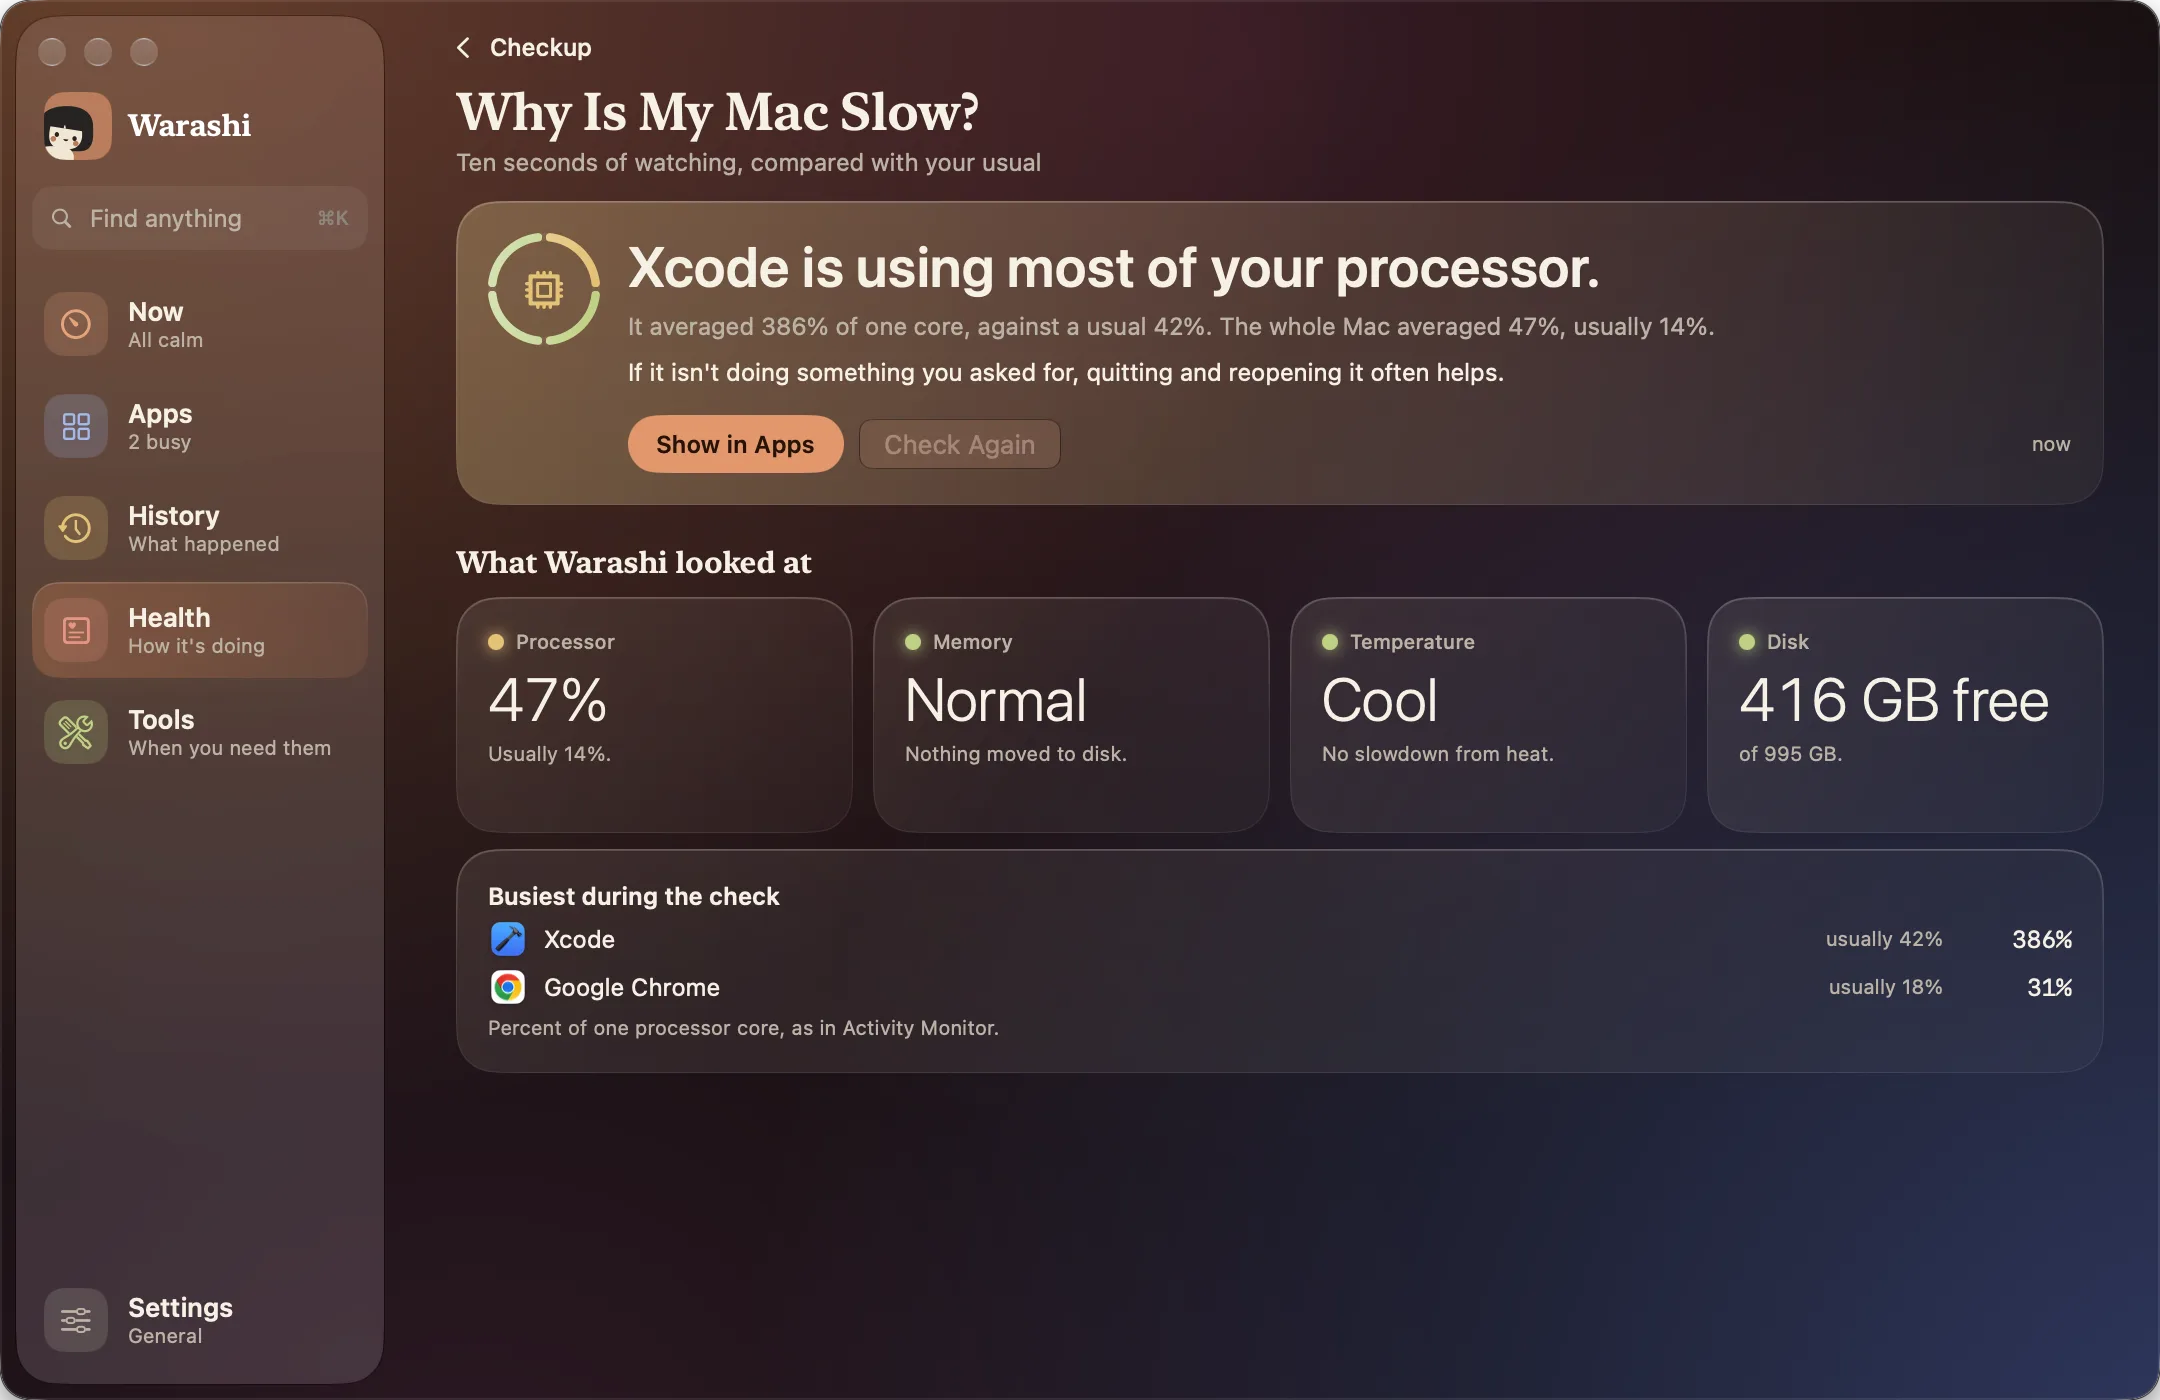 Warashi
Find anything ⌘K
Now
All calm
Apps
2 busy
History
What happened
Health
How it's doing
Tools
When you need them
Settings
General
Checkup
Why Is My Mac Slow?
Ten seconds of watching, compared with your usual
Xcode is using most of your processor.
It averaged 386% of one core, against a usual 42%. The whole Mac averaged 47%, usually 14%.
If it isn't doing something you asked for, quitting and reopening it often helps.
Show in Apps Check Again now
What Warashi looked at
Processor
47%
Usually 14%.
Memory
Normal
Nothing moved to disk.
Temperature
Cool
No slowdown from heat.
Disk
416 GB free
of 995 GB.
Busiest during the check
Xcode usually 42% 386%
Google Chrome usually 18% 31%
Percent of one processor core, as in Activity Monitor.